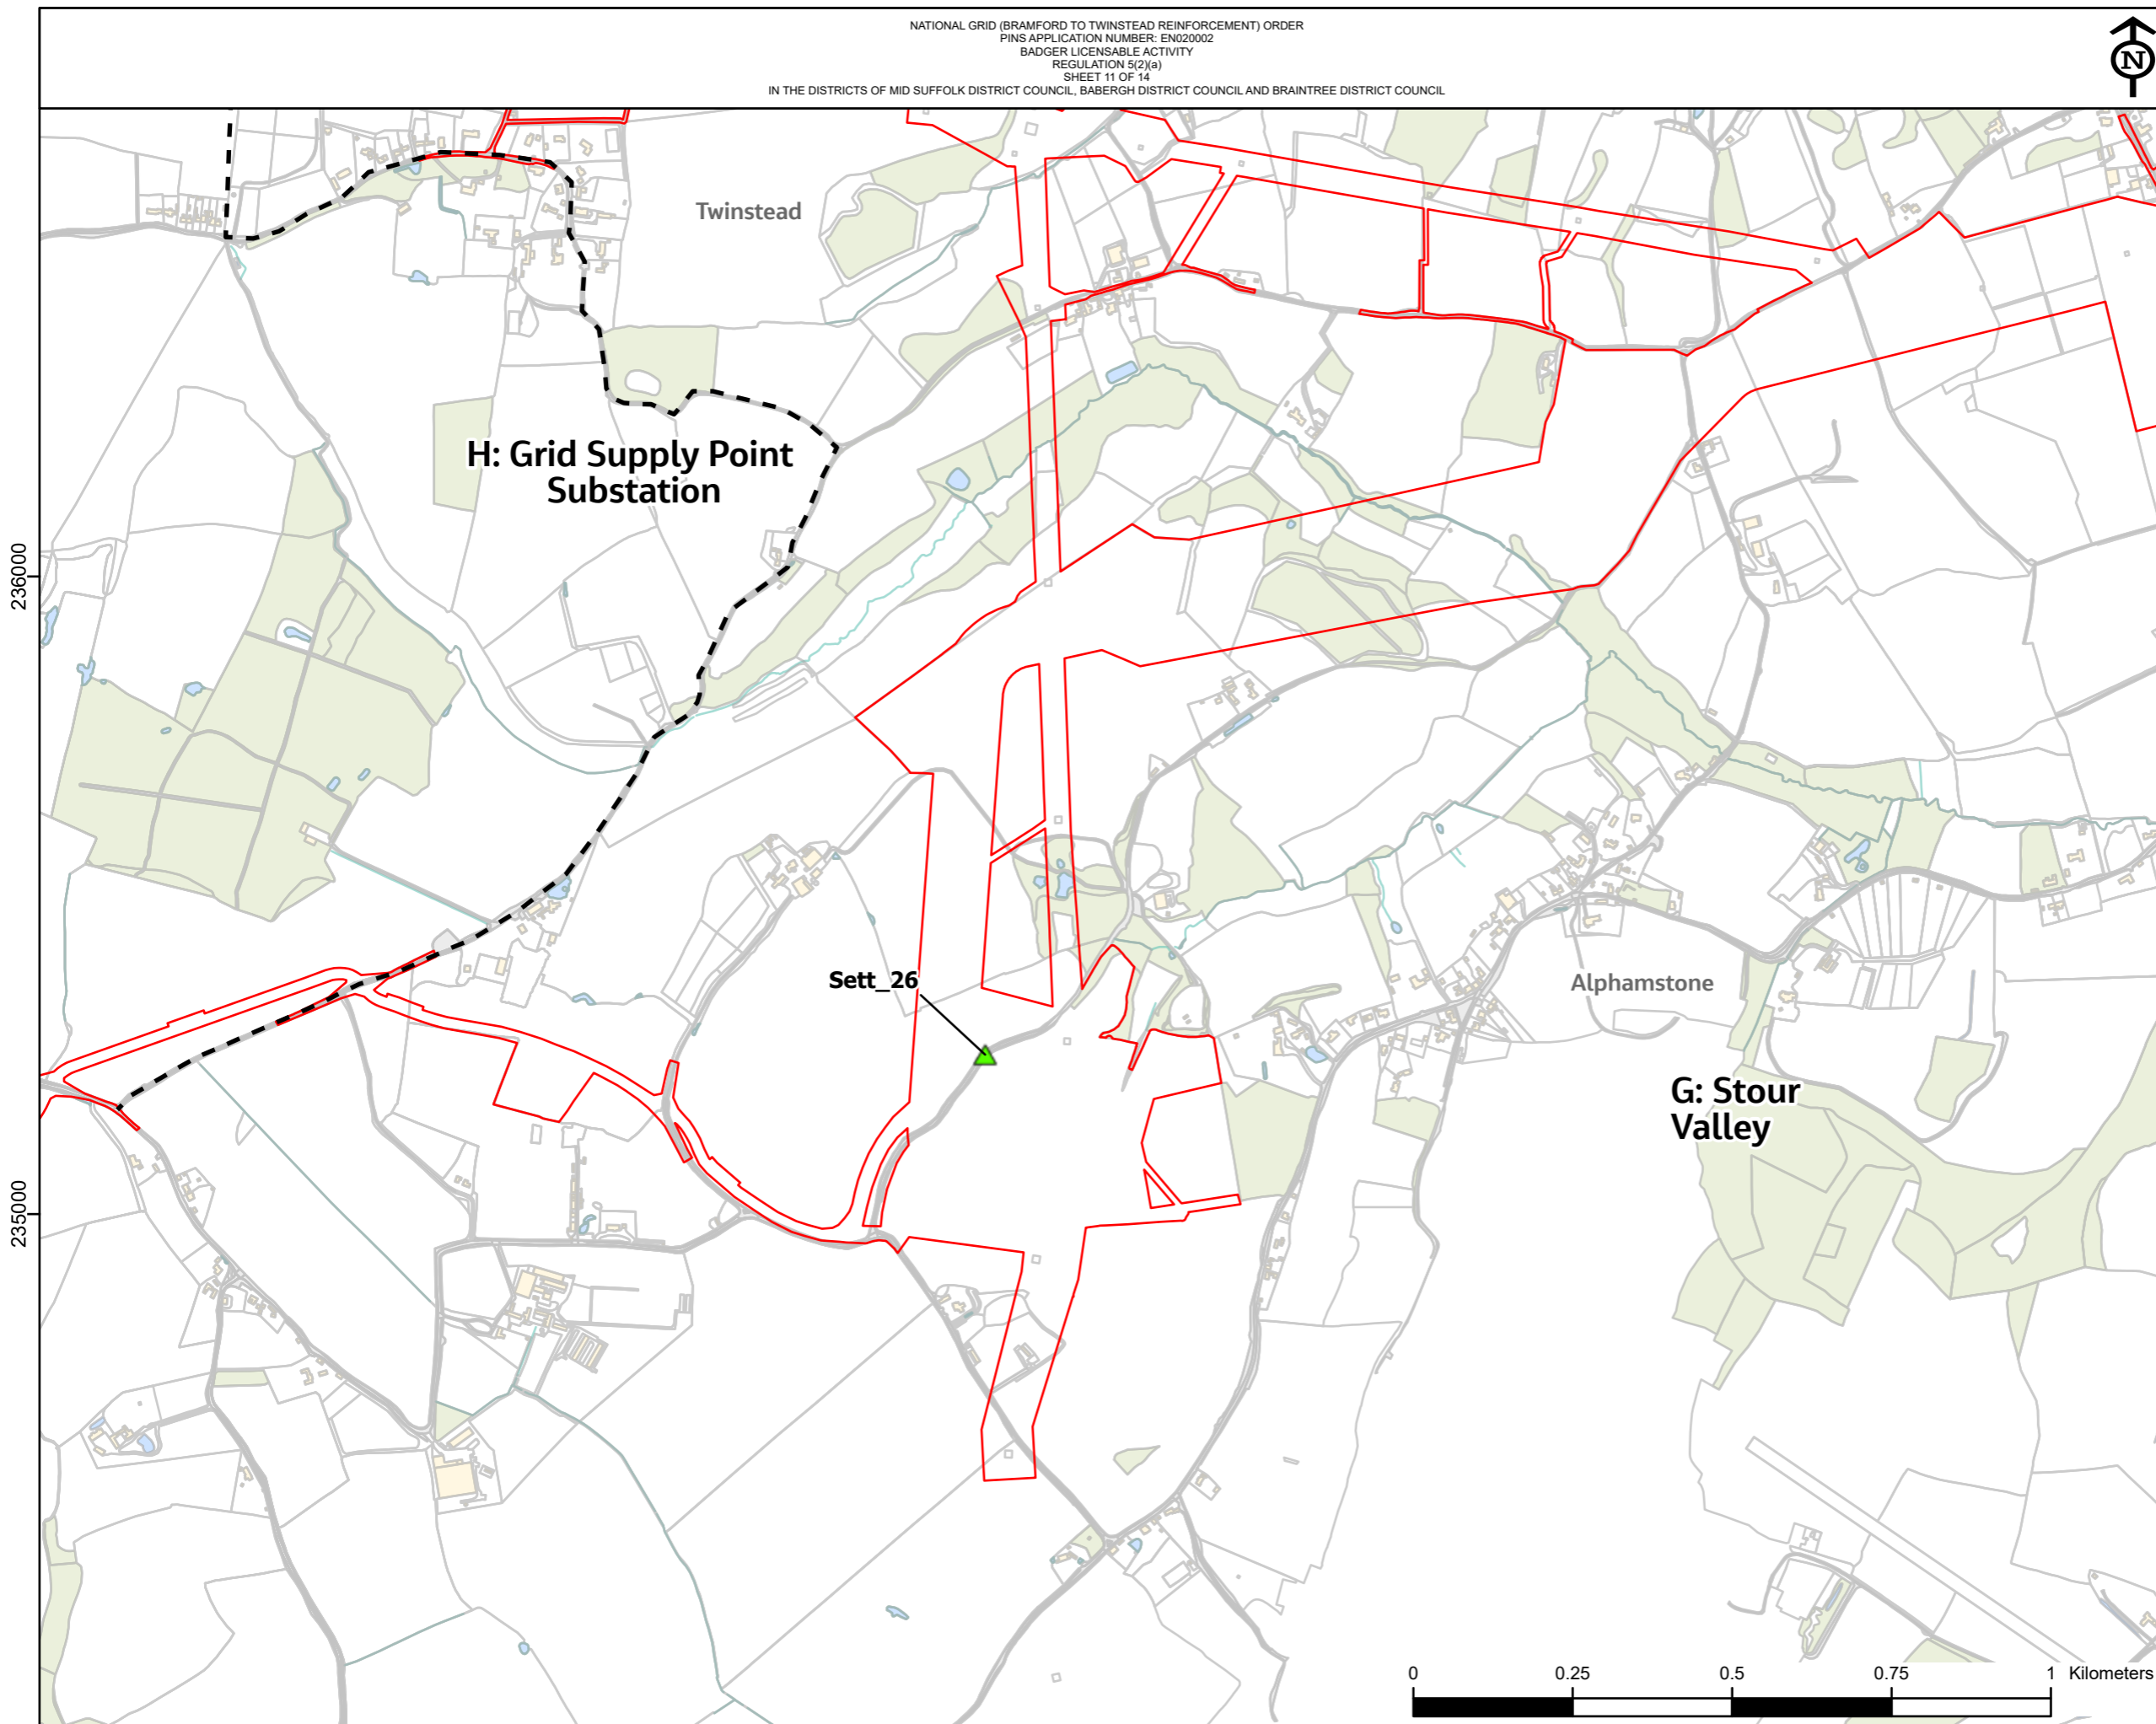 NATIONAL GRID (BRAMFORD TO TWINSTEAD REINFORCEMENT) ORDER
PINS APPLICATION NUMBER: EN020002
BADGER LICENSABLE ACTIVITY
REGULATION 5(2)(a)
SHEET 11 OF 14
IN THE DISTRICTS OF MID SUFFOLK DISTRICT COUNCIL, BABERGH DISTRICT COUNCIL AND BRAINTREE DISTRICT COUNCIL
N
Twinstead
H: Grid Supply Point
Substation
236000
Sett_26
Alphamstone
G: Stour
Valley
235000
0 0.25 0.5 0.75 1 Kilometers